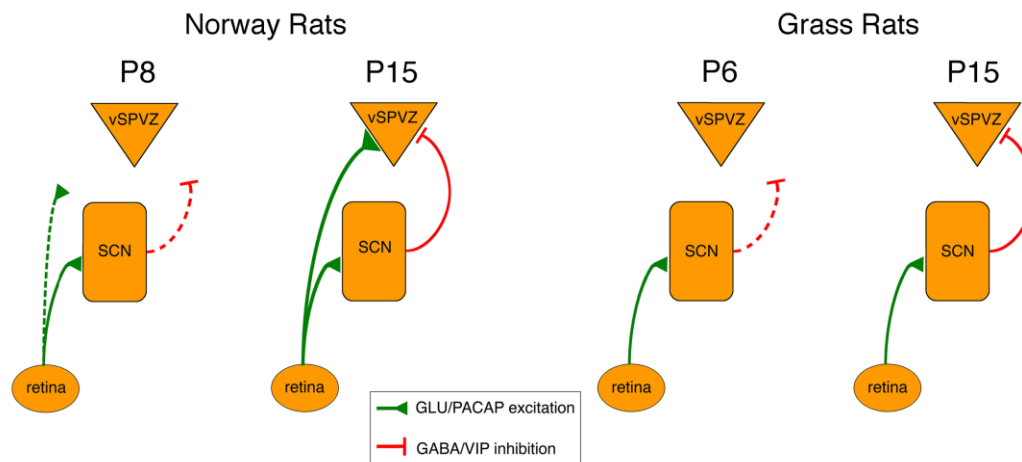 Norway Rats
Grass Rats
P8
P15
P6
P15
vSPVZ
vSPVZ
vSPVZ
vSPVZ
SCN
SCN
SCN
SCN
retina
retina
retina
retina
GLU/PACAP excitation
GABA/VIP inhibition